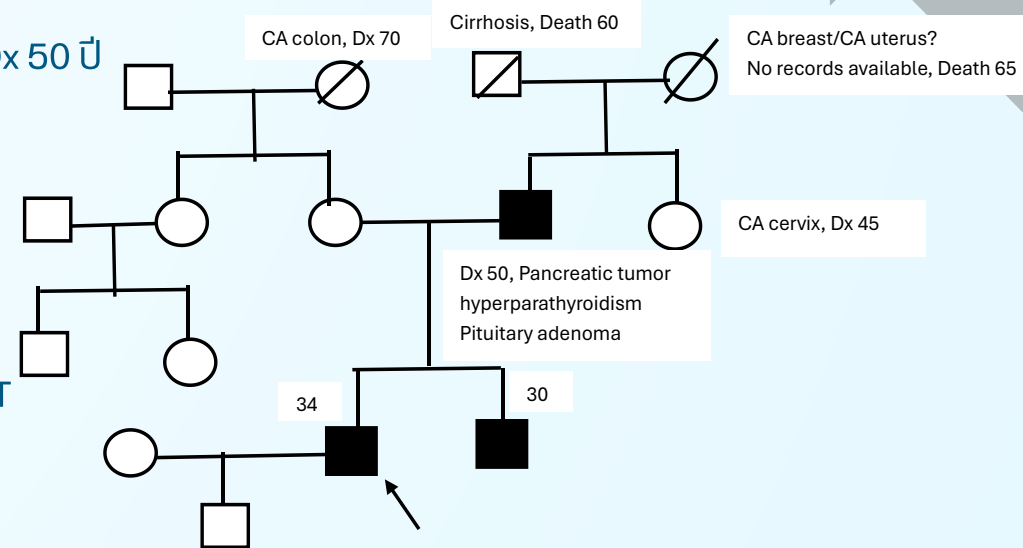 x 50 ปี
CA colon, Dx 70
Cirrhosis, Death 60
CA breast/CA uterus?
No records available, Death 65
CA cervix, Dx 45
Dx 50, Pancreatic tumor
hyperparathyroidism
Pituitary adenoma
T
34
30